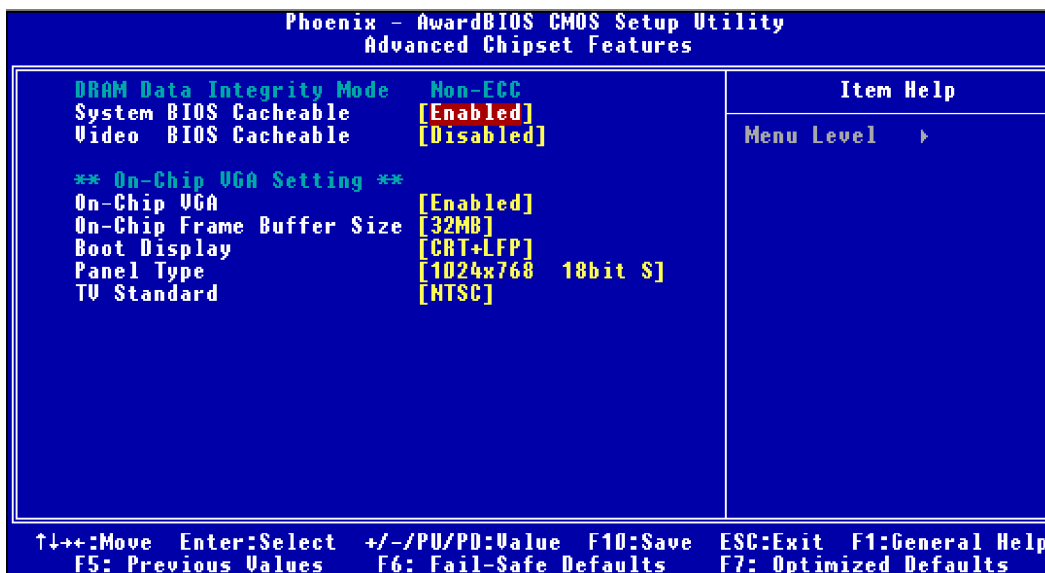 Phoenix - AwardBIOS CMOS Setup Utility
Advanced Chipset Features
DRAM Data Integrity Mode Non-ECC
System BIOS Cacheable [Enabled]
Video BIOS Cacheable [Disabled]
** On-Chip VGA Setting **
On-Chip VGA [Enabled]
On-Chip Frame Buffer Size [32MB]
Boot Display [CRT+LFP]
Panel Type [1024x768 18bit S]
TV Standard [NTSC]
Item Help
Menu Level ▸
↑↓→←:Move Enter:Select +/-/PU/PD:Value F10:Save ESC:Exit F1:General Help
F5: Previous Values F6: Fail-Safe Defaults F7: Optimized Defaults